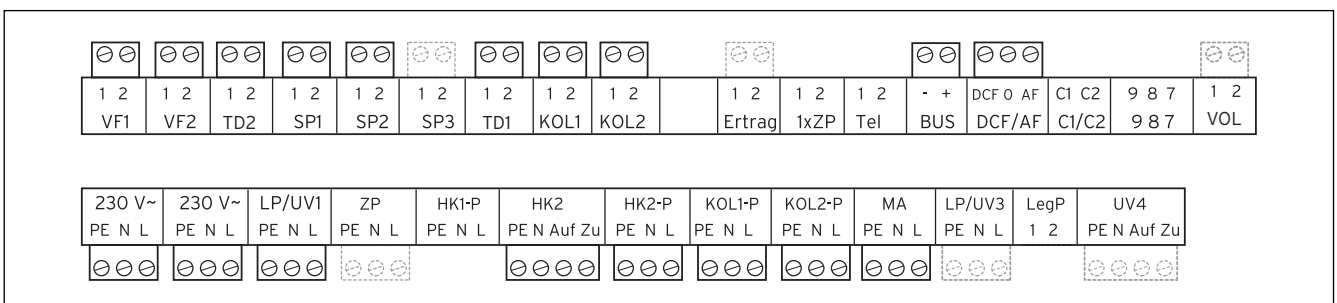 1 2 1 2 1 2 1 2 1 2 1 2 1 2 1 2 1 2 1 2 1 2 1 2 - + DCF O AF C1 C2 9 8 7 1 2
VF1 VF2 TD2 SP1 SP2 SP3 TD1 KOL1 KOL2 Ertrag 1xZP Tel BUS DCF/AF C1/C2 9 8 7 VOL
230 V~ 230 V~ LP/UV1 ZP HK1-P HK2 HK2-P KOL1-P KOL2-P MA LP/UV3 LegP UV4
PE N L PE N L PE N L PE N L PE N L PE N Auf Zu PE N L PE N L PE N L PE N L PE N L 1 2 PE N Auf Zu